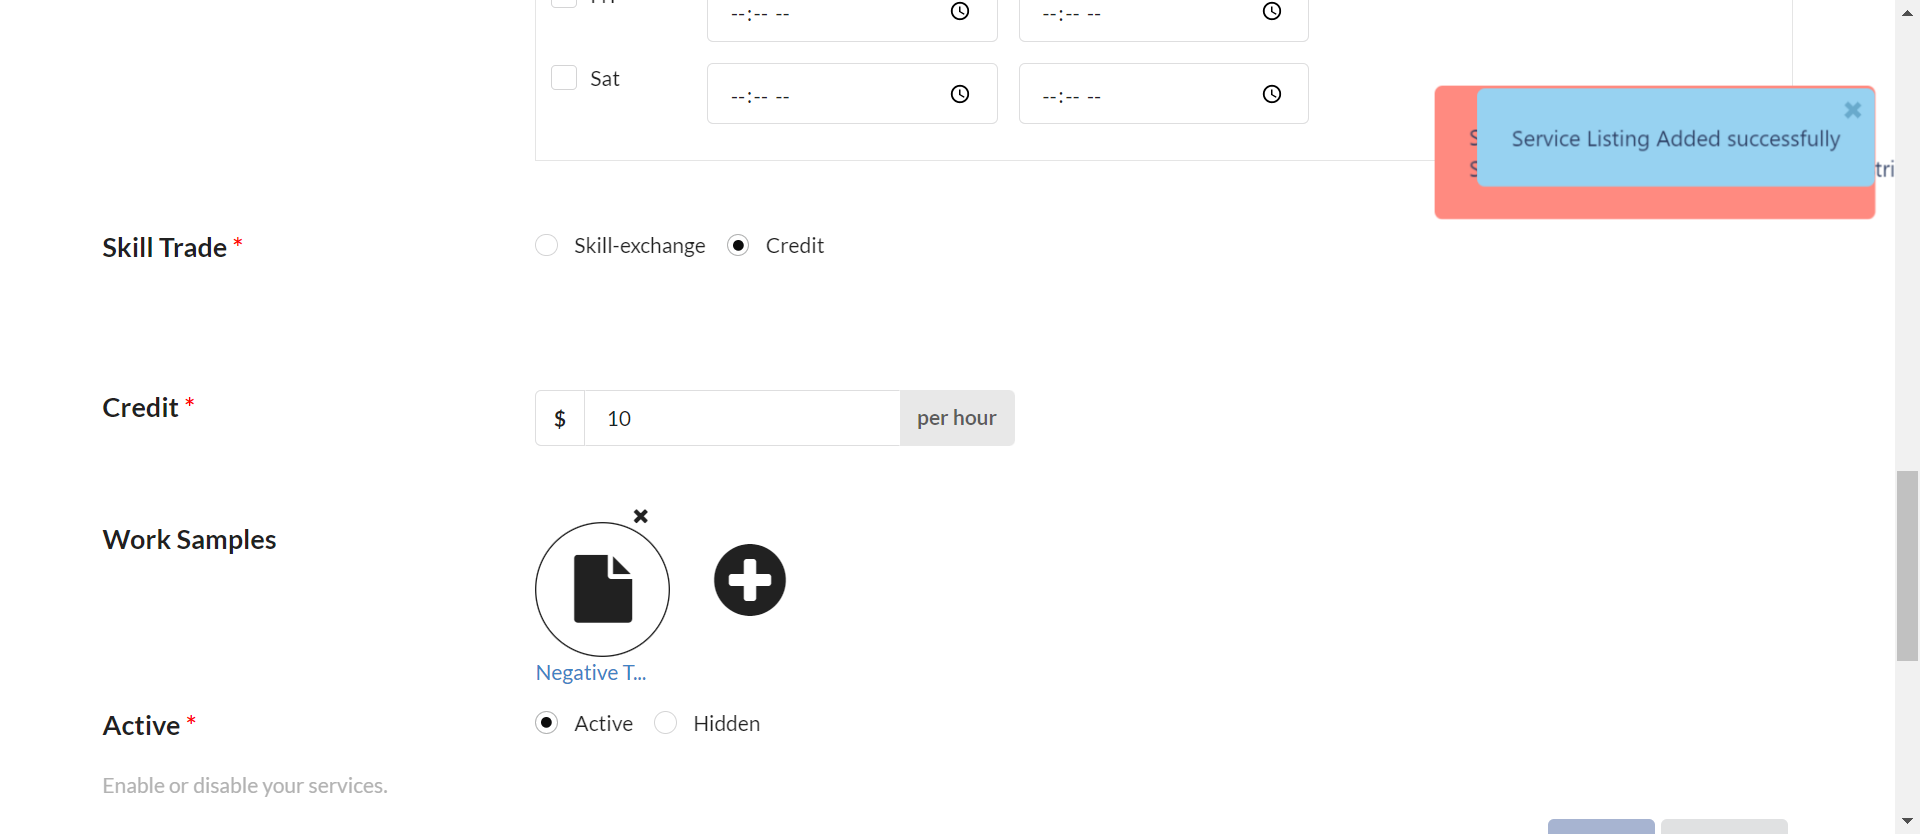 --:-- --
--:-- --
Sat
--:-- --
--:-- --
Service Listing Added successfully
Skill Trade *
Skill-exchange
Credit
Credit *
$
10
per hour
Work Samples
Negative T...
Active *
Active
Hidden
Enable or disable your services.